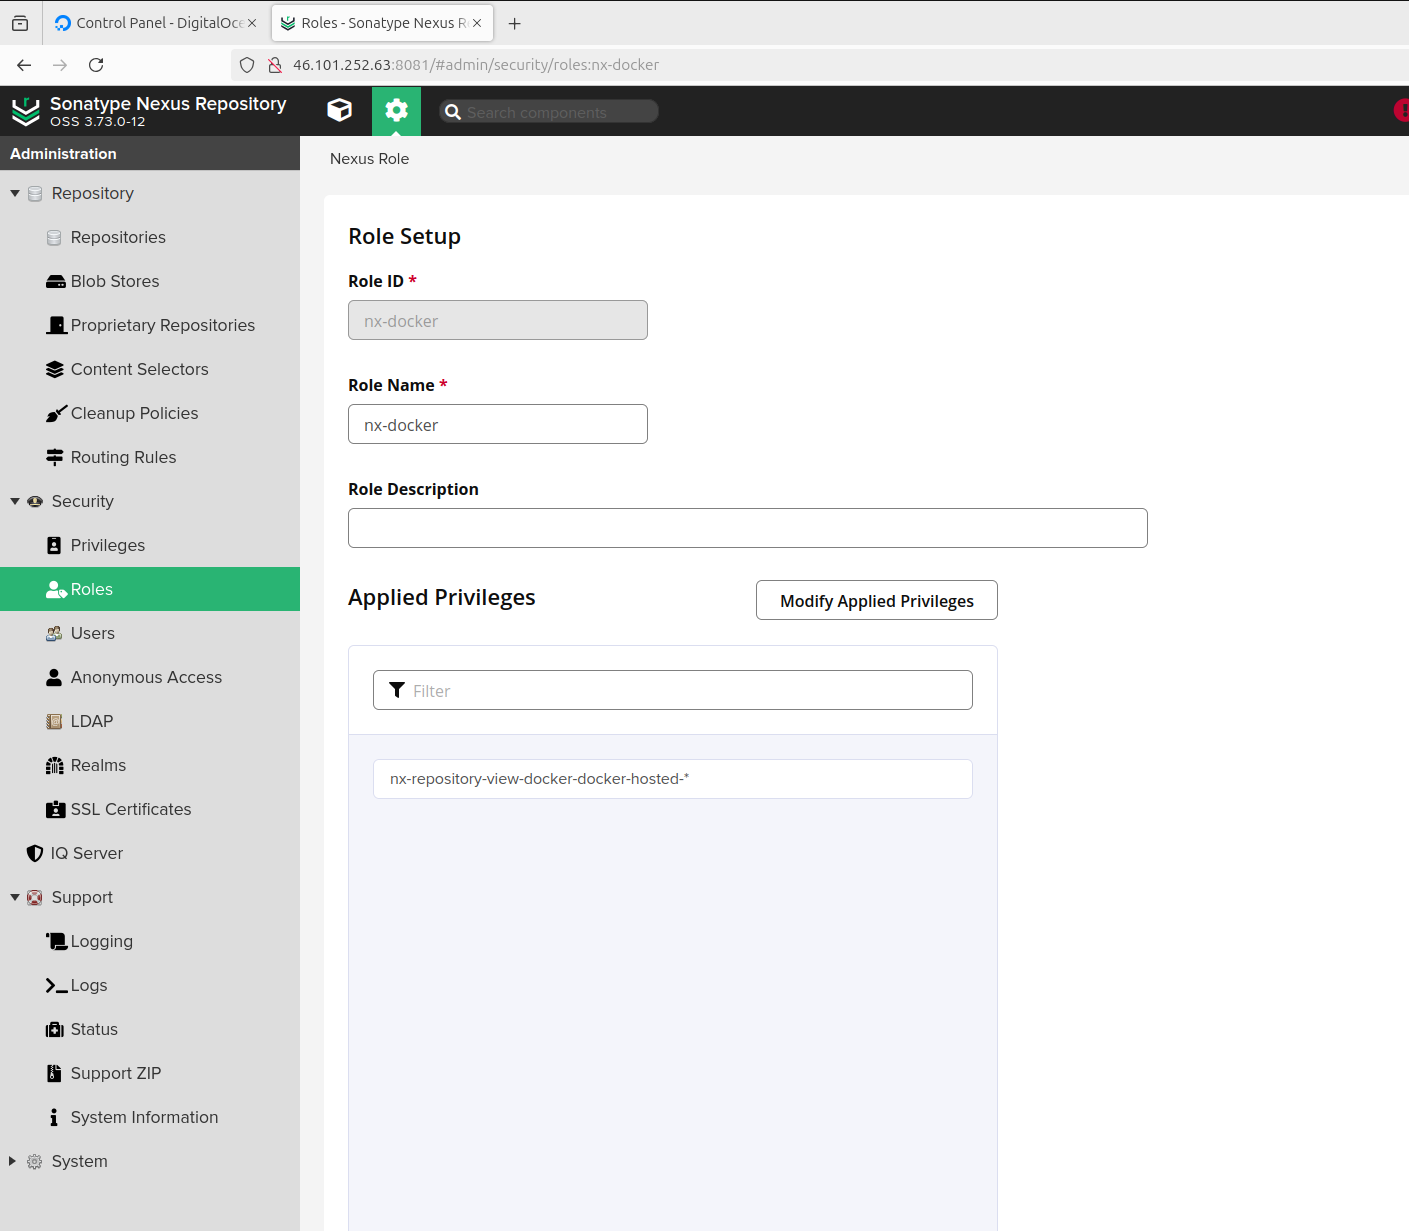 Control Panel - DigitalOce
Roles - Sonatype Nexus R
46.101.252.63:8081/#admin/security/roles:nx-docker
Sonatype Nexus Repository
OSS 3.73.0-12
Search components
Administration
Nexus Role
Repository
Repositories
Blob Stores
Proprietary Repositories
Content Selectors
Cleanup Policies
Routing Rules
Security
Privileges
Roles
Users
Anonymous Access
LDAP
Realms
SSL Certificates
IQ Server
Support
Logging
Logs
Status
Support ZIP
System Information
System
Role Setup
Role ID *
nx-docker
Role Name *
nx-docker
Role Description
Applied Privileges
Modify Applied Privileges
Filter
nx-repository-view-docker-docker-hosted-*